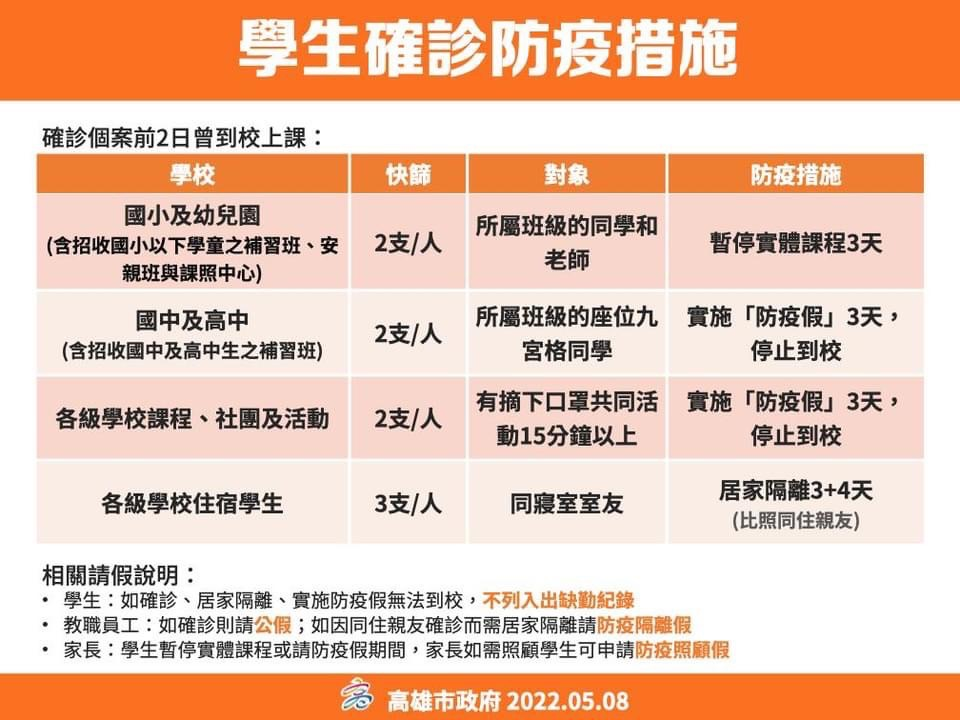 學生確診防疫措施
確診個案前2日曾到校上課：
學校
快篩
對象
防疫措施
國小及幼兒園
(含招收國小以下學童之補習班、安
親班與課照中心)
2支/人
所屬班級的同學和
老師
暫停實體課程3天
國中及高中
(含招收國中及高中生之補習班)
2支/人
所屬班級的座位九
宮格同學
實施「防疫假」3天，
停止到校
各級學校課程、社團及活動
2支/人
有摘下口罩共同活
動15分鐘以上
實施「防疫假」3天，
停止到校
各級學校住宿學生
3支/人
同寢室室友
居家隔離3+4天
(比照同住親友)
相關請假說明：
• 學生：如確診、居家隔離、實施防疫假無法到校，不列入出缺勤紀錄
• 教職員工：如確診則請公假；如因同住親友確診而需居家隔離請防疫隔離假
• 家長：學生暫停實體課程或請防疫假期間，家長如需照顧學生可申請防疫照顧假
高雄市政府 2022.05.08